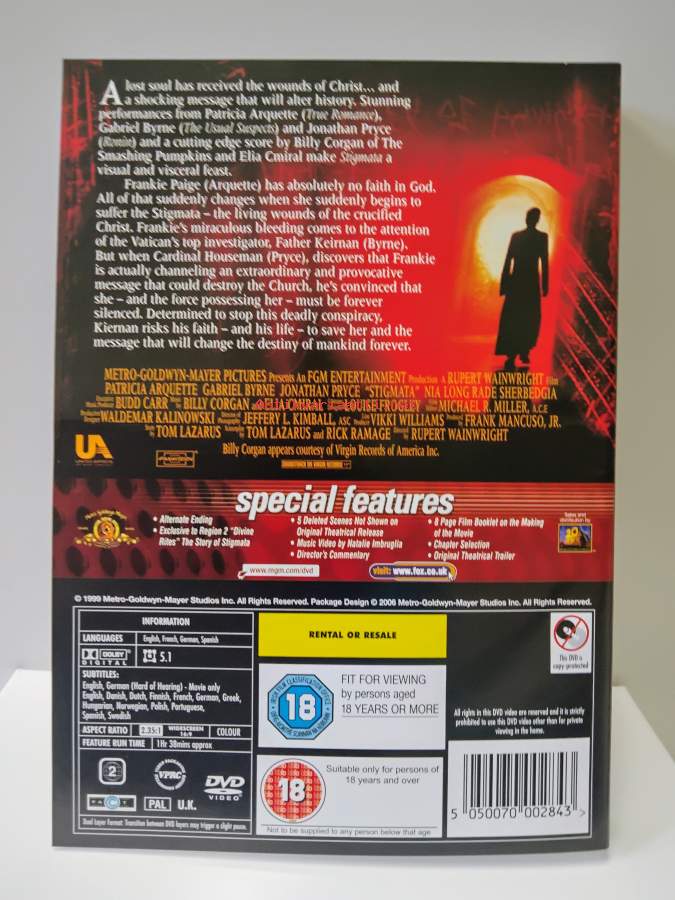 A lost soul has received the wounds of Christ... and
a shocking message that will alter history. Stunning
performances from Patricia Arquette (True Romance),
Gabriel Byrne (The Usual Suspects) and Jonathan Pryce
(Ronin) and a cutting edge score by Billy Corgan of The
Smashing Pumpkins and Elia Cmiral make Stigmata a
visual and visceral feast.
Frankie Paige (Arquette) has absolutely no faith in God.
All of that suddenly changes when she suddenly begins to
suffer the Stigmata – the living wounds of the crucified
Christ. Frankie's miraculous bleeding comes to the attention
of the Vatican's top investigator, Father Keirnan (Byrne).
But when Cardinal Houseman (Pryce), discovers that Frankie
is actually channeling an extraordinary and provocative
message that could destroy the Church, he's convinced that
she – and the force possessing her – must be forever
silenced. Determined to stop this deadly conspiracy,
Kiernan risks his faith – and his life – to save her and the
message that will change the destiny of mankind forever.
METRO-GOLDWYN-MAYER PICTURES Presents An FGM ENTERTAINMENT Production A RUPERT WAINWRIGHT Film
PATRICIA ARQUETTE GABRIEL BYRNE JONATHAN PRYCE "STIGMATA" NIA LONG RADE SHERBEDGIA
BUDD CARR BILLY CORGAN ELIA CMIRAL LOUISE FROGLEY MICHAEL R. MILLER, A.C.E
WALDEMAR KALINOWSKI JEFFERY L. KIMBALL, ASC VIKKI WILLIAMS FRANK MANCUSO, JR.
TOM LAZARUS TOM LAZARUS AND RICK RAMAGE RUPERT WAINWRIGHT
Billy Corgan appears courtesy of Virgin Records of America Inc.
UA
special features
• Alternate Ending
• Exclusive to Region 2 "Divine
Rites" The Story of Stigmata
• 5 Deleted Scenes Not Shown on
Original Theatrical Release
• Music Video by Natalie Imbruglia
• Director's Commentary
• 8 Page Film Booklet on the Making
of the Movie
• Chapter Selection
• Original Theatrical Trailer
Sales and
distribution by
www.mgm.com/dvd
visit: www.fox.co.uk
© 1999 Metro-Goldwyn-Mayer Studios Inc. All Rights Reserved. Package Design © 2006 Metro-Goldwyn-Mayer Studios Inc. All Rights Reserved.
INFORMATION
LANGUAGES English, French, German, Spanish
DOLBY DIGITAL 5.1
SUBTITLES:
English, German (Hard of Hearing) - Movie only
English, Danish, Dutch, Finnish, French, German, Greek,
Hungarian, Norwegian, Polish, Portuguese,
Spanish, Swedish
ASPECT RATIO 2.35:1 WIDESCREEN 16:9 COLOUR
FEATURE RUN TIME 1Hr 38mins approx
2 VPRC DVD VIDEO
FACT PAL U.K.
Dual Layer Format: Transition between DVD layers may trigger a slight pause.
RENTAL OR RESALE
18
FIT FOR VIEWING
by persons aged
18 YEARS OR MORE
18
Suitable only for persons of
18 years and over
Not to be supplied to any person below that age
This DVD is
copy protected
All rights in this DVD video are reserved and it is strictly
prohibited to use this DVD video other than for private
viewing in the home.
5 050070 002843 >